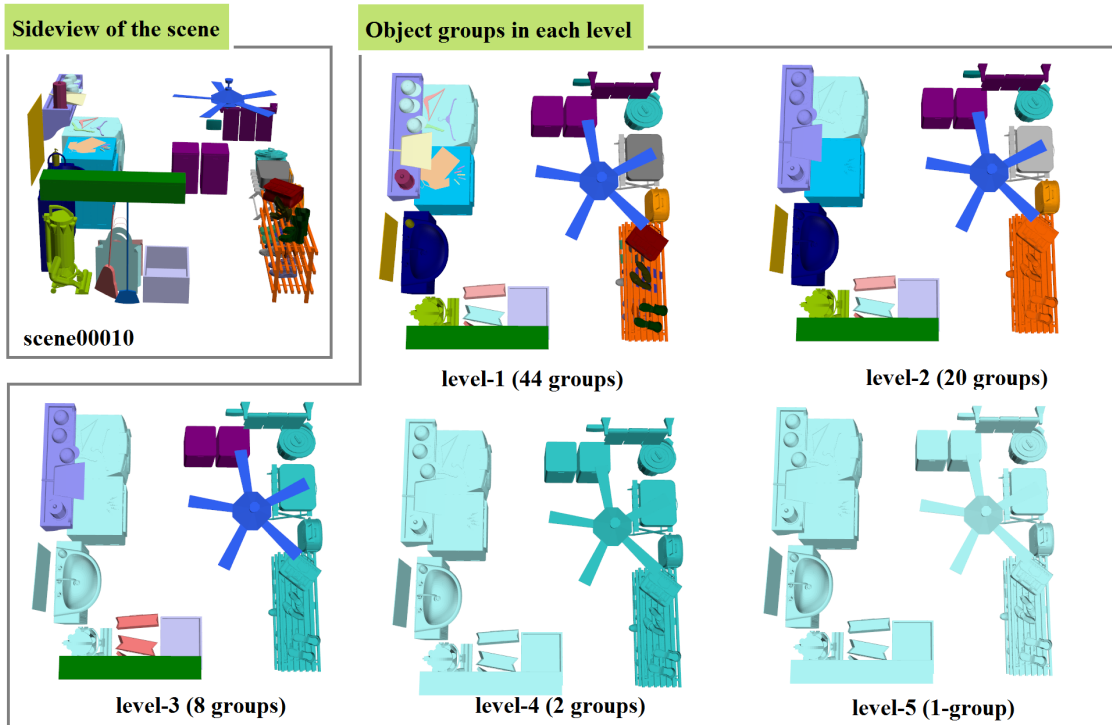 Sideview of the scene
Object groups in each level
scene00010
level-1 (44 groups)
level-2 (20 groups)
level-3 (8 groups)
level-4 (2 groups)
level-5 (1-group)